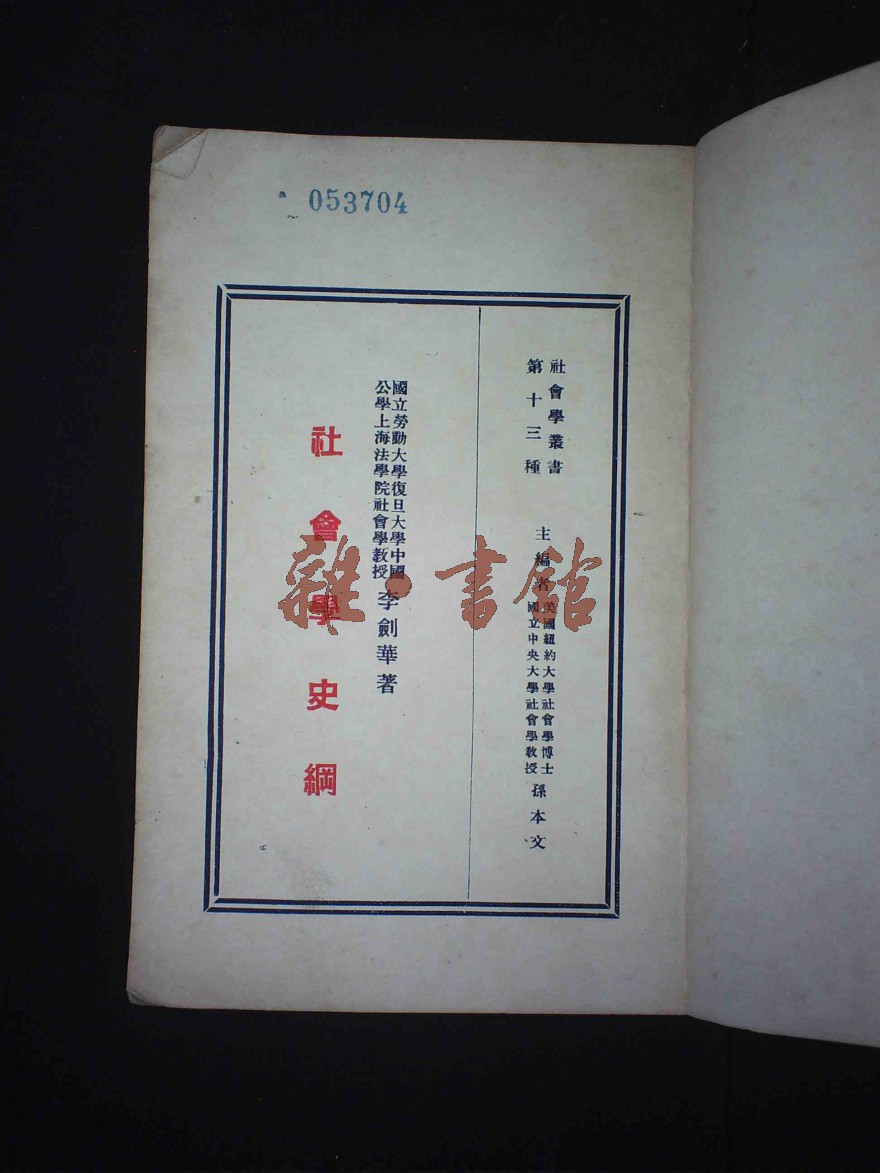 053704
社會學叢書
第十三種
主編者
美國紐約大學社會學博士
國立中央大學社會學教授
孫本文
國立勞動大學復旦大學中國
公學上海法學院社會學教授
李劍華著
社會學史綱
雜·書館